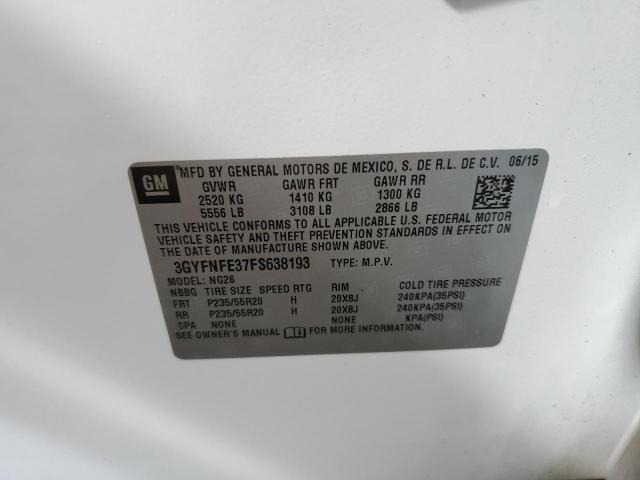 MFD BY GENERAL MOTORS DE MEXICO, S. DE R.L. DE C.V. 06/15
GM
GVWR GAWR FRT GAWR RR
2520 KG 1410 KG 1300 KG
5556 LB 3108 LB 2866 LB
THIS VEHICLE CONFORMS TO ALL APPLICABLE U.S. FEDERAL MOTOR
VEHICLE SAFETY AND THEFT PREVENTION STANDARDS IN EFFECT ON
THE DATE OF MANUFACTURE SHOWN ABOVE.
3GYFNFE37FS638193 TYPE: M.P.V.
MODEL: NG26
NBBG TIRE SIZE SPEED RTG RIM COLD TIRE PRESSURE
FRT P235/55R20 H 20X8J 240KPA(35PSI)
RR P235/55R20 H 20X8J 240KPA(35PSI)
SPA NONE NONE KPA(PSI)
SEE OWNER'S MANUAL FOR MORE INFORMATION